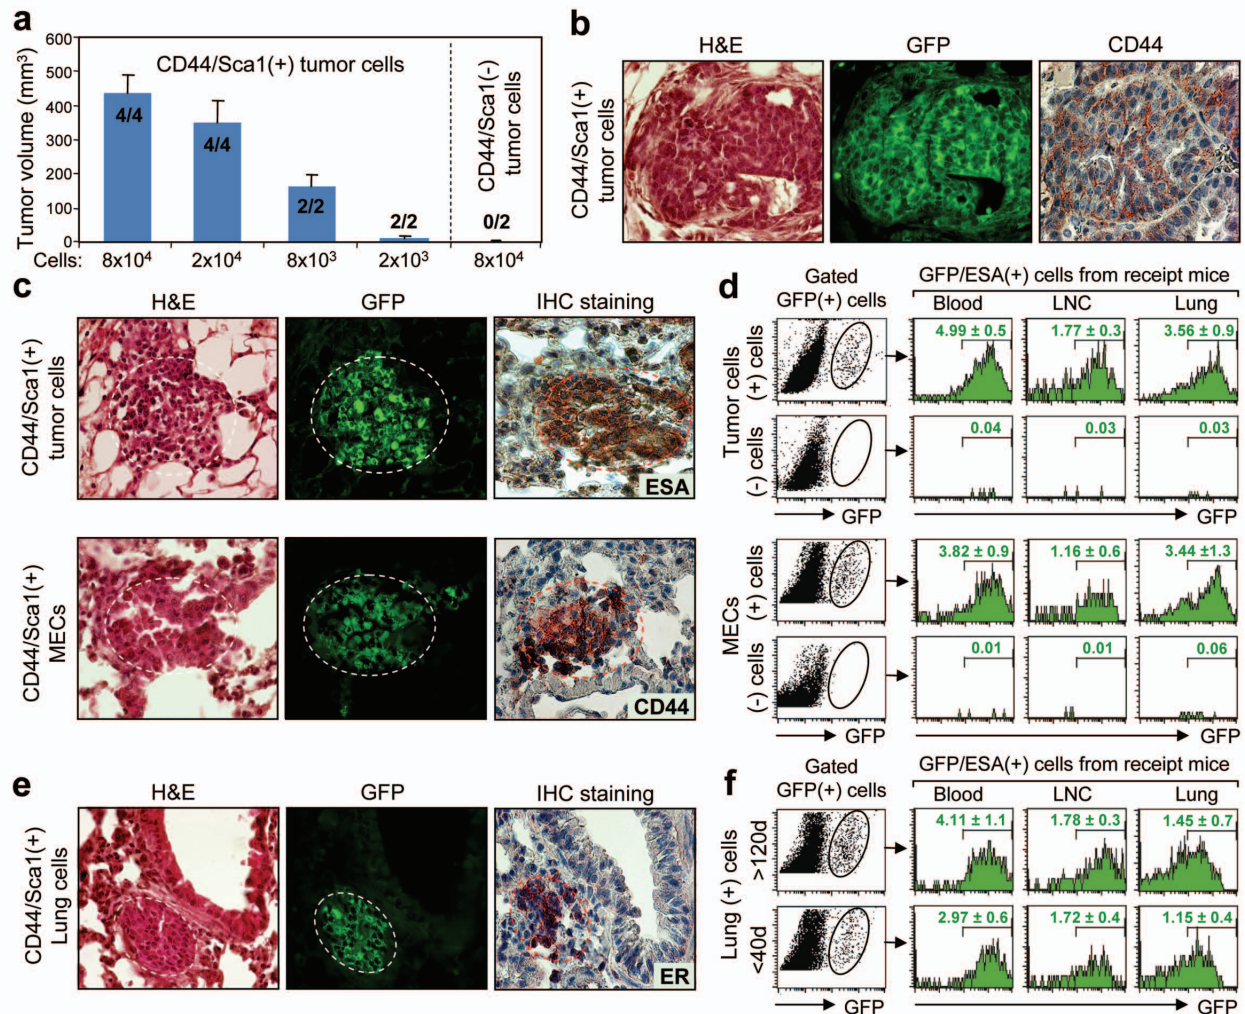 a
Tumor volume (mm³)
600
500
400
300
200
100
0
CD44/Sca1(+) tumor cells
CD44/Sca1(-)
tumor cells
4/4
4/4
2/2
2/2
0/2
Cells: 8x10⁴ 2x10⁴ 8x10³ 2x10³ 8x10⁴
b
H&E GFP CD44
CD44/Sca1(+)
tumor cells
c
H&E GFP IHC staining
CD44/Sca1(+)
tumor cells
ESA
CD44/Sca1(+)
MECs
CD44
d
Gated
GFP(+) cells
GFP/ESA(+) cells from receipt mice
Blood LNC Lung
Tumor cells
(+) cells
4.99 ± 0.5 1.77 ± 0.3 3.56 ± 0.9
(-) cells
0.04 0.03 0.03
GFP GFP
MECs
(+) cells
3.82 ± 0.9 1.16 ± 0.6 3.44 ±1.3
(-) cells
0.01 0.01 0.06
GFP GFP
e
H&E GFP IHC staining
CD44/Sca1(+)
Lung cells
ER
f
Gated
GFP(+) cells
GFP/ESA(+) cells from receipt mice
Blood LNC Lung
Lung (+) cells
>120d
4.11 ± 1.1 1.78 ± 0.3 1.45 ± 0.7
<40d
2.97 ± 0.6 1.72 ± 0.4 1.15 ± 0.4
GFP GFP